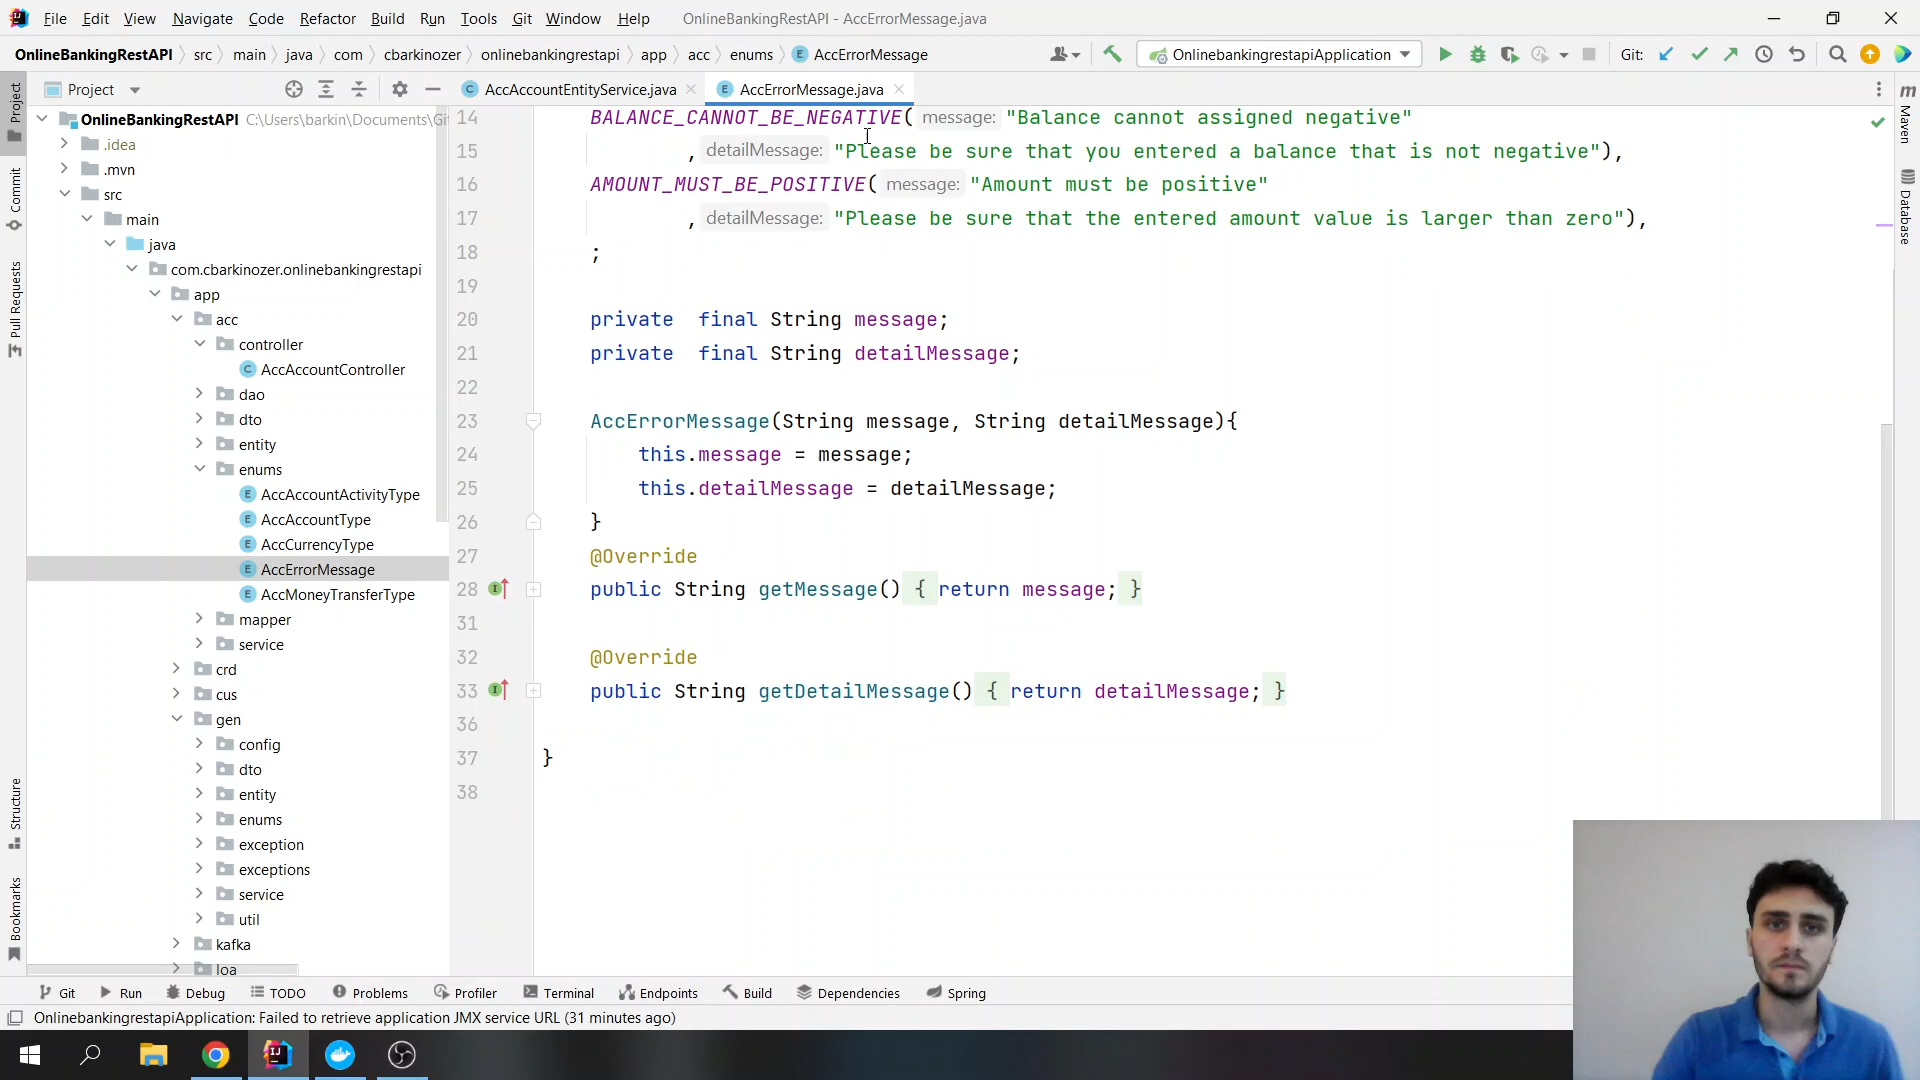 File Edit View Navigate Code Refactor Build Run Tools Git Window Help OnlineBankingRestAPI - AccErrorMessage.java
OnlineBankingRestAPI src main java com cbarkinozer onlinebankingrestapi app acc enums AccErrorMessage OnlinebankingrestapiApplication Git:
Project AccAccountEntityService.java AccErrorMessage.java
OnlineBankingRestAPI C:\Users\barkin\Documents\Gi
.idea
.mvn
src
main
java
com.cbarkinozer.onlinebankingrestapi
app
acc
controller
AccAccountController
dao
dto
entity
enums
AccAccountActivityType
AccAccountType
AccCurrencyType
AccErrorMessage
AccMoneyTransferType
mapper
service
crd
cus
gen
config
dto
entity
enums
exception
exceptions
service
util
kafka
loa
14 BALANCE_CANNOT_BE_NEGATIVE( message: "Balance cannot assigned negative"
15 , detailMessage: "Please be sure that you entered a balance that is not negative"),
16 AMOUNT_MUST_BE_POSITIVE( message: "Amount must be positive"
17 , detailMessage: "Please be sure that the entered amount value is larger than zero"),
18 ;
19
20 private  final String message;
21 private  final String detailMessage;
22
23 AccErrorMessage(String message, String detailMessage){
24 this.message = message;
25 this.detailMessage = detailMessage;
26 }
27 @Override
28 public String getMessage() { return message; }
31
32 @Override
33 public String getDetailMessage() { return detailMessage; }
36
37 }
38
Project
Commit
Pull Requests
Structure
Bookmarks
Maven
Database
Git Run Debug TODO Problems Profiler Terminal Endpoints Build Dependencies Spring
OnlinebankingrestapiApplication: Failed to retrieve application JMX service URL (31 minutes ago)